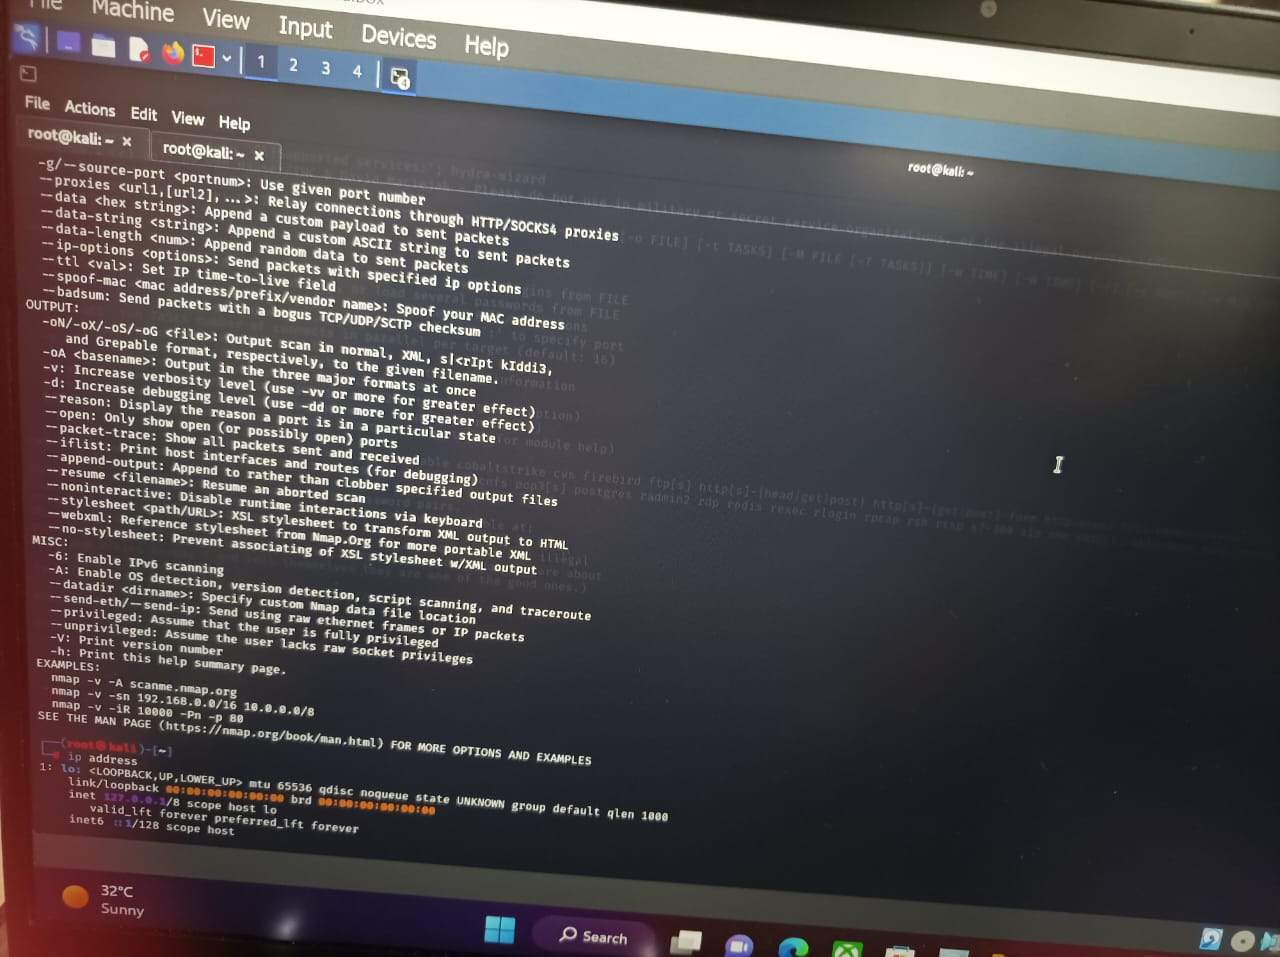 File Machine View Input Devices Help
1 2 3 4
File Actions Edit View Help
root@kali: ~ × root@kali: ~ ×
root@kali: ~
-g/--source-port <portnum>: Use given port number
--proxies <url1,[url2],...>: Relay connections through HTTP/SOCKS4 proxies
--data <hex string>: Append a custom payload to sent packets
--data-string <string>: Append a custom ASCII string to sent packets
--data-length <num>: Append random data to sent packets
--ip-options <options>: Send packets with specified ip options
--ttl <val>: Set IP time-to-live field
--spoof-mac <mac address/prefix/vendor name>: Spoof your MAC address
--badsum: Send packets with a bogus TCP/UDP/SCTP checksum
OUTPUT:
-oN/-oX/-oS/-oG <file>: Output scan in normal, XML, s|<rIpt kIddi3,
and Grepable format, respectively, to the given filename.
-oA <basename>: Output in the three major formats at once
-v: Increase verbosity level (use -vv or more for greater effect)
-d: Increase debugging level (use -dd or more for greater effect)
--reason: Display the reason a port is in a particular state
--open: Only show open (or possibly open) ports
--packet-trace: Show all packets sent and received
--iflist: Print host interfaces and routes (for debugging)
--append-output: Append to rather than clobber specified output files
--resume <filename>: Resume an aborted scan
--noninteractive: Disable runtime interactions via keyboard
--stylesheet <path/URL>: XSL stylesheet to transform XML output to HTML
--webxml: Reference stylesheet from Nmap.Org for more portable XML
--no-stylesheet: Prevent associating of XSL stylesheet w/XML output
MISC:
-6: Enable IPv6 scanning
-A: Enable OS detection, version detection, script scanning, and traceroute
--datadir <dirname>: Specify custom Nmap data file location
--send-eth/--send-ip: Send using raw ethernet frames or IP packets
--privileged: Assume that the user is fully privileged
--unprivileged: Assume the user lacks raw socket privileges
-V: Print version number
-h: Print this help summary page.
EXAMPLES:
nmap -v -A scanme.nmap.org
nmap -v -sn 192.168.0.0/16 10.0.0.0/8
nmap -v -iR 10000 -Pn -p 80
SEE THE MAN PAGE (https://nmap.org/book/man.html) FOR MORE OPTIONS AND EXAMPLES
(root@kali)-[~]
# ip address
1: lo: <LOOPBACK,UP,LOWER_UP> mtu 65536 qdisc noqueue state UNKNOWN group default qlen 1000
link/loopback 00:00:00:00:00:00 brd 00:00:00:00:00:00
inet 127.0.0.1/8 scope host lo
valid_lft forever preferred_lft forever
inet6 ::1/128 scope host
32°C
Sunny
Search